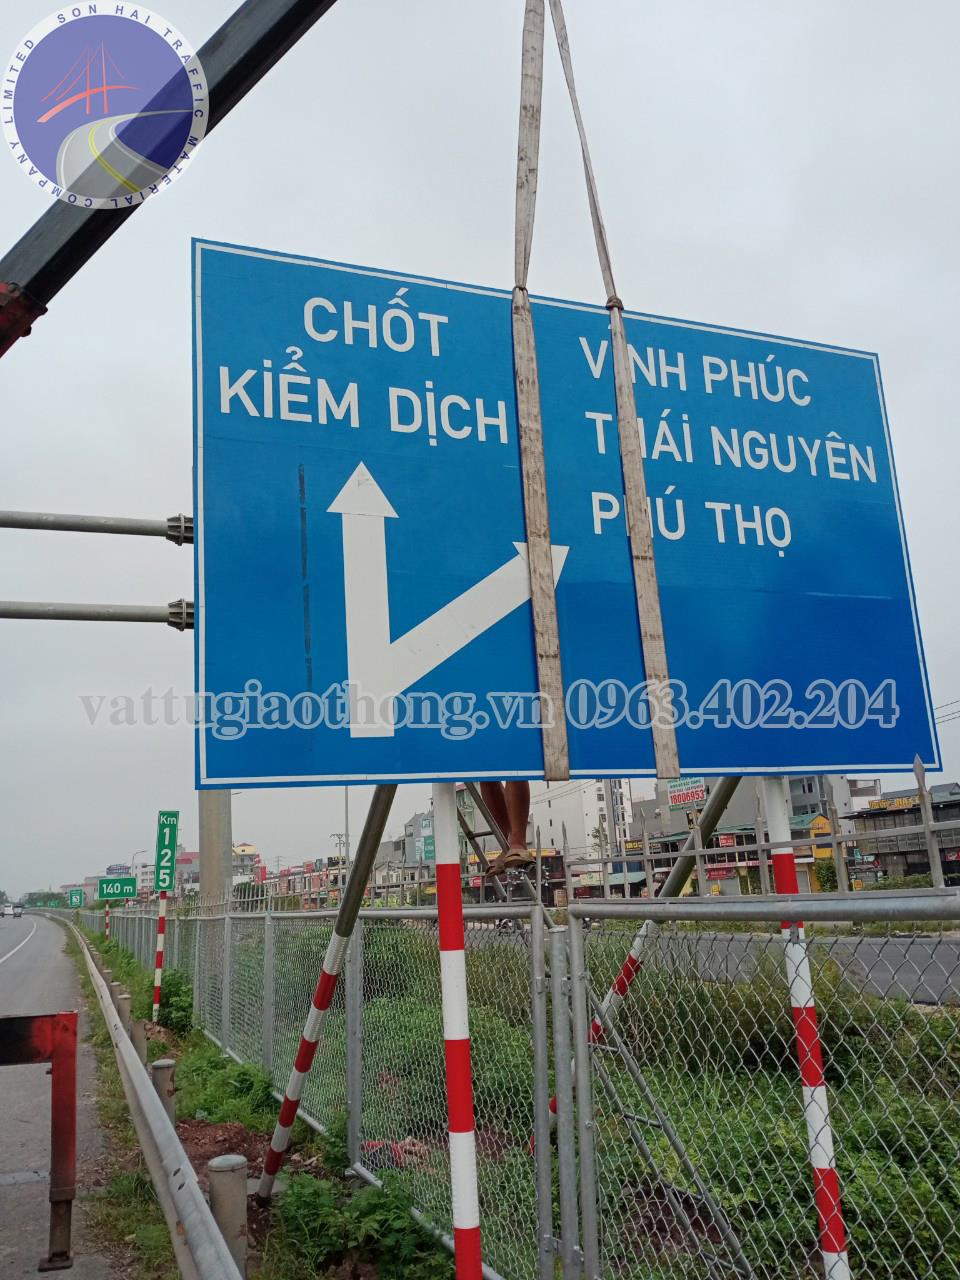 SON HAI TRAFFIC MATERIAL COMPANY LIMITED
CHỐT
KIỂM DỊCH
VĨNH PHÚC
THÁI NGUYÊN
PHÚ THỌ
vattugiaothong.vn 0963.402.204
Km
125
140 m
18006953